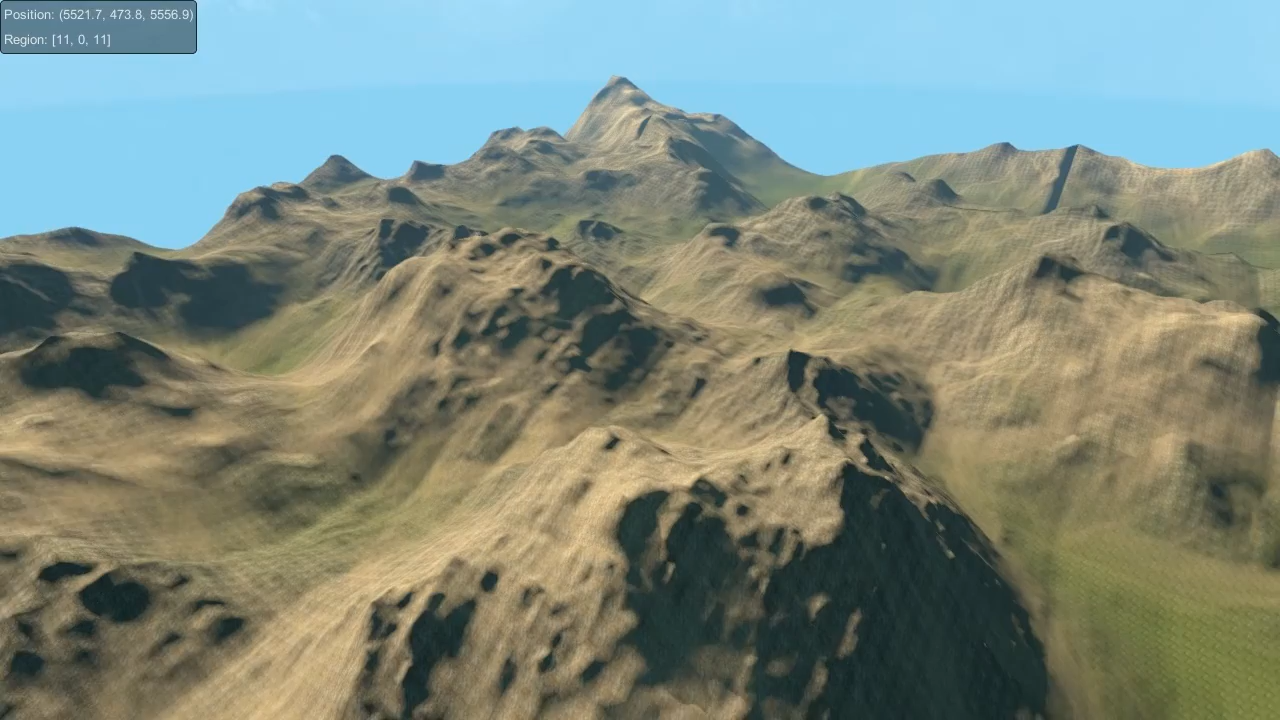 Position: (5521.7, 473.8, 5556.9)
Region: [11, 0, 11]